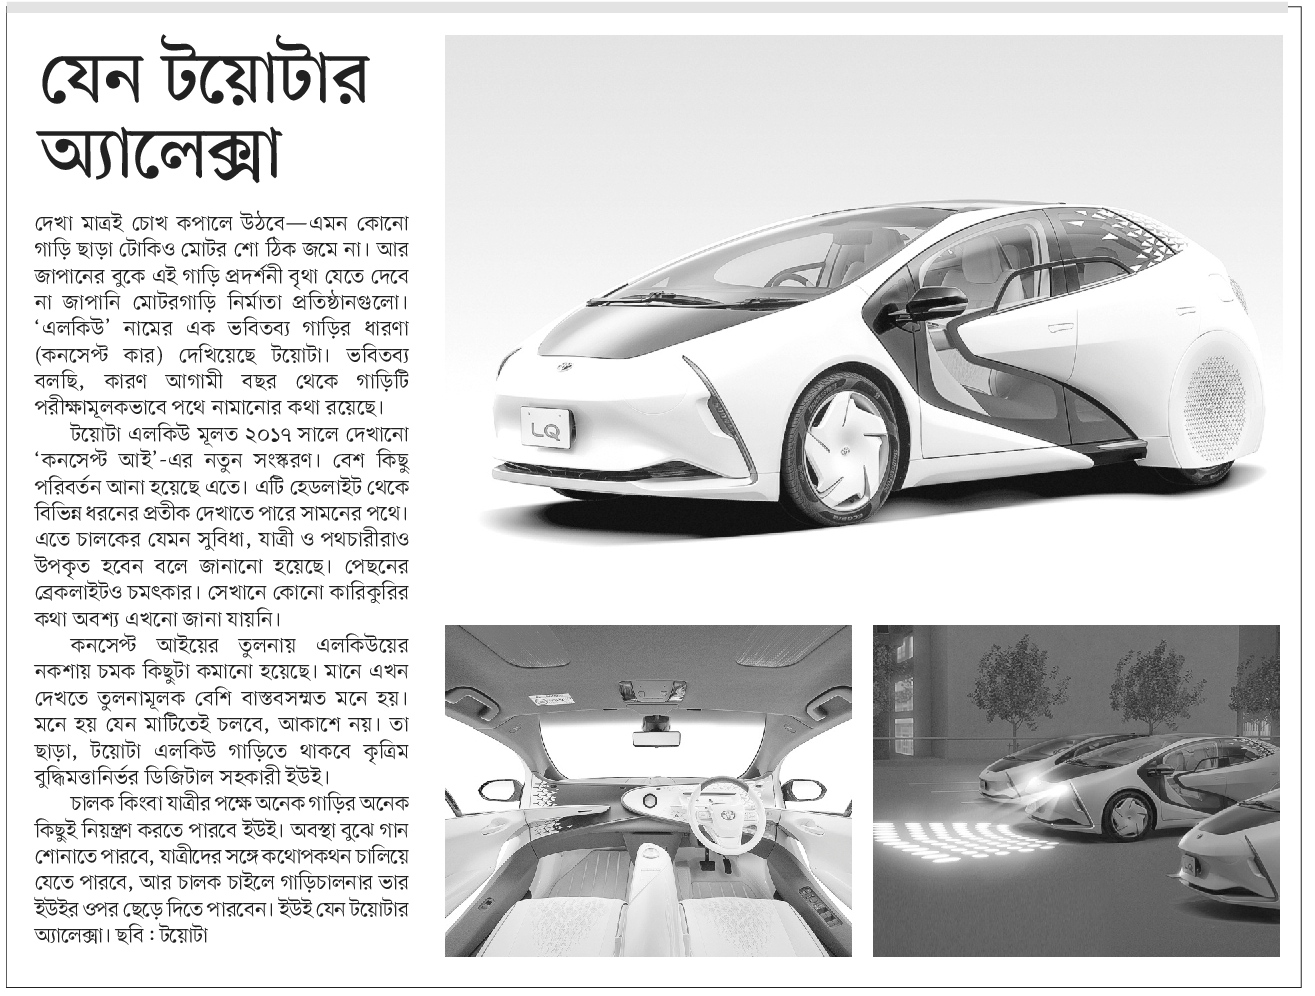 যেন টয়োটার
অ্যালেক্সা
দেখা মাত্রই চোখ কপালে উঠবে—এমন কোনো
গাড়ি ছাড়া টোকিও মোটর শো ঠিক জমে না। আর
জাপানের বুকে এই গাড়ি প্রদর্শনী বৃথা যেতে দেবে
না জাপানি মোটরগাড়ি নির্মাতা প্রতিষ্ঠানগুলো।
‘এলকিউ’ নামের এক ভবিতব্য গাড়ির ধারণা
(কনসেপ্ট কার) দেখিয়েছে টয়োটা। ভবিতব্য
বলছি, কারণ আগামী বছর থেকে গাড়িটি
পরীক্ষামূলকভাবে পথে নামানোর কথা রয়েছে।
টয়োটা এলকিউ মূলত ২০১৭ সালে দেখানো
‘কনসেপ্ট আই’-এর নতুন সংস্করণ। বেশ কিছু
পরিবর্তন আনা হয়েছে এতে। এটি হেডলাইট থেকে
বিভিন্ন ধরনের প্রতীক দেখাতে পারে সামনের পথে।
এতে চালকের যেমন সুবিধা, যাত্রী ও পথচারীরাও
উপকৃত হবেন বলে জানানো হয়েছে। পেছনের
ব্রেকলাইটও চমৎকার। সেখানে কোনো কারিকুরির
কথা অবশ্য এখনো জানা যায়নি।
কনসেপ্ট আইয়ের তুলনায় এলকিউয়ের
নকশায় চমক কিছুটা কমানো হয়েছে। মানে এখন
দেখতে তুলনামূলক বেশি বাস্তবসম্মত মনে হয়।
মনে হয় যেন মাটিতেই চলবে, আকাশে নয়। তা
ছাড়া, টয়োটা এলকিউ গাড়িতে থাকবে কৃত্রিম
বুদ্ধিমত্তানির্ভর ডিজিটাল সহকারী ইউই।
চালক কিংবা যাত্রীর পক্ষে অনেক গাড়ির অনেক
কিছুই নিয়ন্ত্রণ করতে পারবে ইউই। অবস্থা বুঝে গান
শোনাতে পারবে, যাত্রীদের সঙ্গে কথোপকথন চালিয়ে
যেতে পারবে, আর চালক চাইলে গাড়িচালনার ভার
ইউইর ওপর ছেড়ে দিতে পারবেন। ইউই যেন টয়োটার
অ্যালেক্সা। ছবি : টয়োটা
LQ